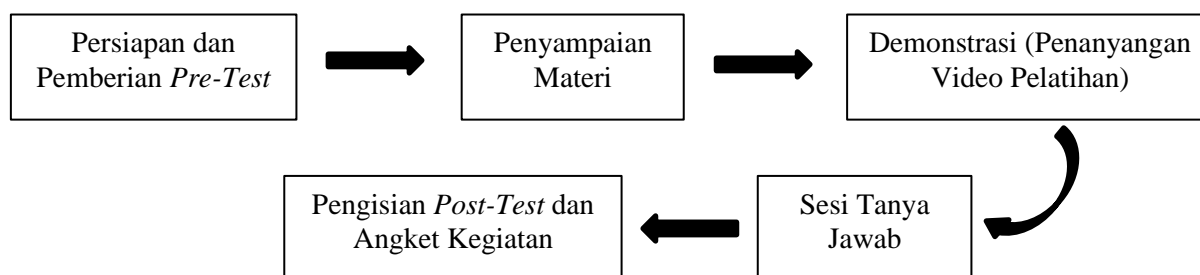 Persiapan dan
Pemberian Pre-Test
Penyampaian
Materi
Demonstrasi (Penanyangan
Video Pelatihan)
Sesi Tanya
Jawab
Pengisian Post-Test dan
Angket Kegiatan